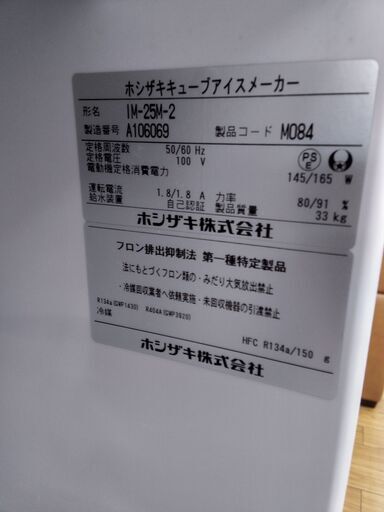 ホシザキキューブアイスメーカー
形名 IM-25M-2
製造番号 A106069 製品コード M084
定格周波数 50/60 Hz
定格電圧 100 V
電動機定格消費電力 145/165 W
PS E
運転電流 1.8/1.8 A 力率 80/91 %
給水装置 自己認証 製品質量 33 kg
ホシザキ株式会社
フロン排出抑制法 第一種特定製品
法にもとづくフロン類の・みだり大気放出禁止
・冷媒回収業者へ依頼実施・未回収機器の引渡禁止
R134a(GWP1430) R404A(GWP3920)
冷媒 HFC R134a/150 g
ホシザキ株式会社